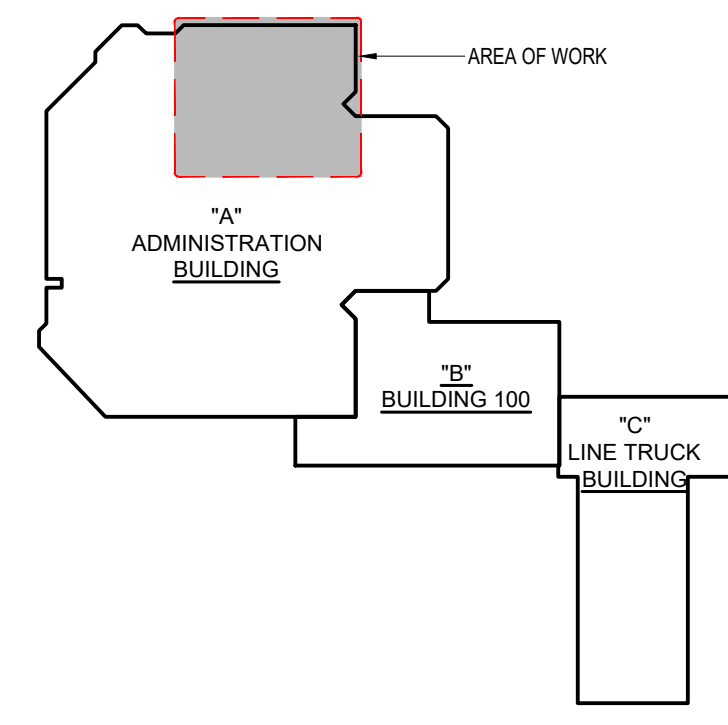 AREA OF WORK
"A"
ADMINISTRATION
BUILDING
"B"
BUILDING 100
"C"
LINE TRUCK
BUILDING